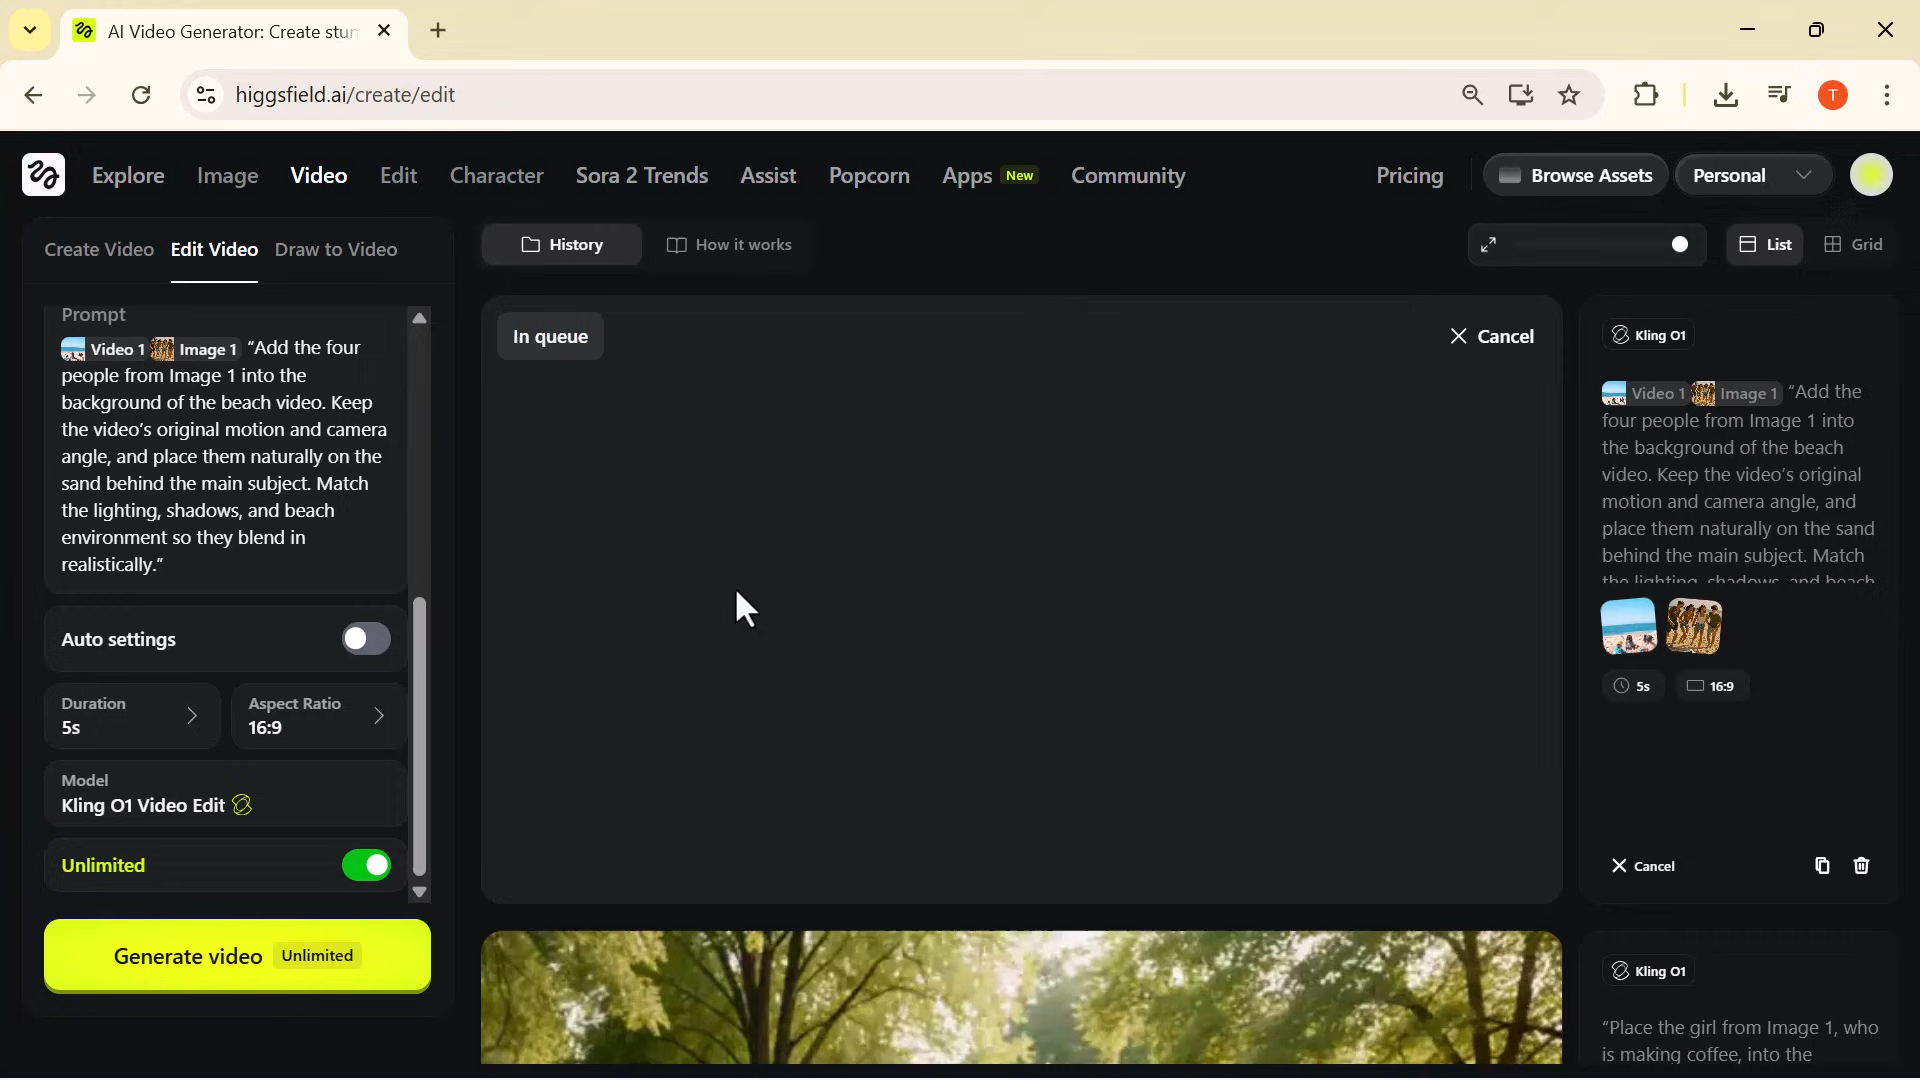 AI Video Generator: Create stun
higgsfield.ai/create/edit
T
Explore
Image
Video
Edit
Character
Sora 2 Trends
Assist
Popcorn
Apps New
Community
Pricing
Browse Assets
Personal
Create Video
Edit Video
Draw to Video
History
How it works
List
Grid
Prompt
Video 1 Image 1 “Add the four
people from Image 1 into the
background of the beach video. Keep
the video’s original motion and camera
angle, and place them naturally on the
sand behind the main subject. Match
the lighting, shadows, and beach
environment so they blend in
realistically.”
Auto settings
Duration
5s
Aspect Ratio
16:9
Model
Kling O1 Video Edit
Unlimited
Generate video Unlimited
In queue
Cancel
Kling O1
Video 1 Image 1 “Add the
four people from Image 1 into
the background of the beach
video. Keep the video’s original
motion and camera angle, and
place them naturally on the sand
behind the main subject. Match
the lighting, shadows, and beach
5s
16:9
Cancel
Kling O1
“Place the girl from Image 1, who
is making coffee, into the